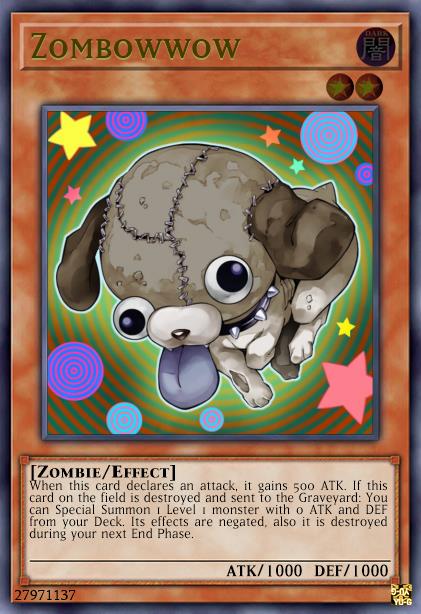 Zombowwow
DARK
闇
[Zombie/Effect]
When this card declares an attack, it gains 500 ATK. If this
card on the field is destroyed and sent to the Graveyard: You
can Special Summon 1 Level 1 monster with 0 ATK and DEF
from your Deck. Its effects are negated, also it is destroyed
during your next End Phase.
ATK/1000 DEF/1000
27971137